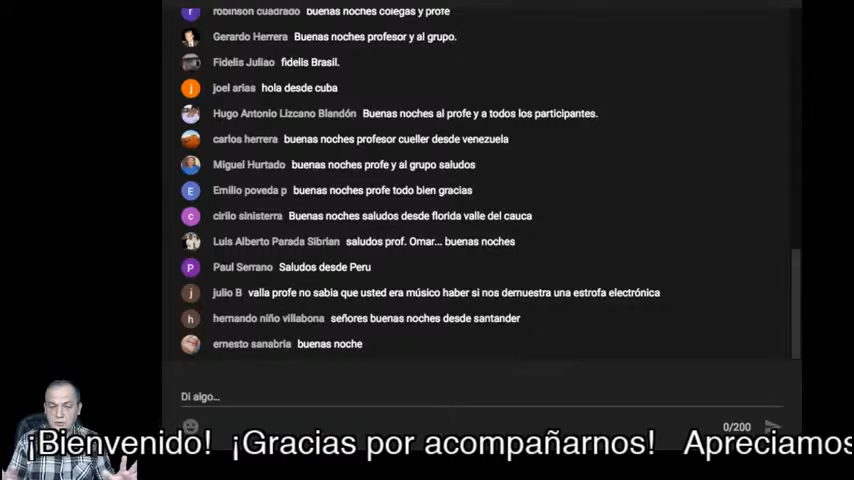 robinson cuadrado buenas noches colegas y profe
Gerardo Herrera Buenas noches profesor y al grupo.
Fidelis Juliao fidelis Brasil.
j joel arias hola desde cuba
Hugo Antonio Lizcano Blandón Buenas noches al profe y a todos los participantes.
carlos herrera buenas noches profesor cueller desde venezuela
Miguel Hurtado buenas noches profe y al grupo saludos
E Emilio poveda p buenas noches profe todo bien gracias
c cirilo sinisterra Buenas noches saludos desde florida valle del cauca
Luis Alberto Parada Sibrian saludos prof. Omar... buenas noches
P Paul Serrano Saludos desde Peru
j julio B valla profe no sabia que usted era músico haber si nos demuestra una estrofa electrónica
h hernando niño villabona señores buenas noches desde santander
ernesto sanabria buenas noche
Di algo...
0/200
¡Bienvenido! ¡Gracias por acompañarnos! Apreciamos